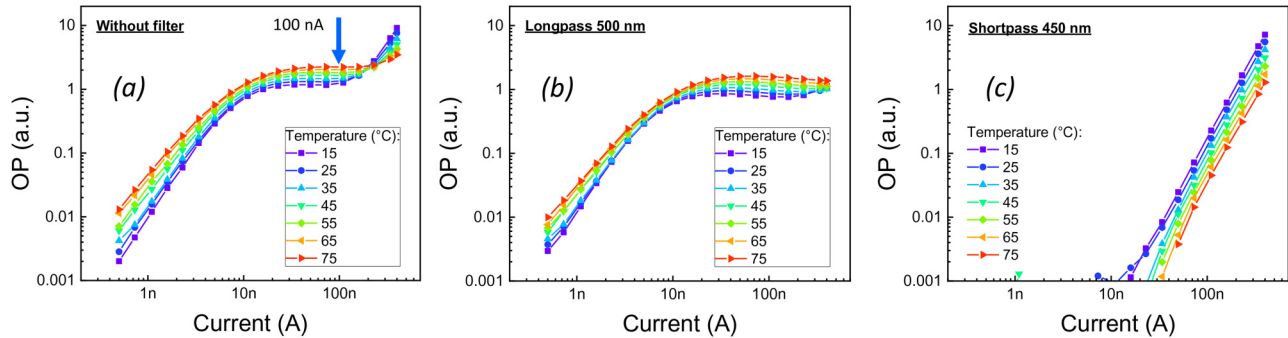 Without filter
100 nA
(a)
10
1
0.1
0.01
0.001
OP (a.u.)
Temperature (°C):
15
25
35
45
55
65
75
1n
10n
100n
Current (A)
Longpass 500 nm
(b)
10
1
0.1
0.01
0.001
OP (a.u.)
Temperature (°C):
15
25
35
45
55
65
75
1n
10n
100n
Current (A)
Shortpass 450 nm
(c)
10
1
0.1
0.01
0.001
OP (a.u.)
Temperature (°C):
15
25
35
45
55
65
75
1n
10n
100n
Current (A)